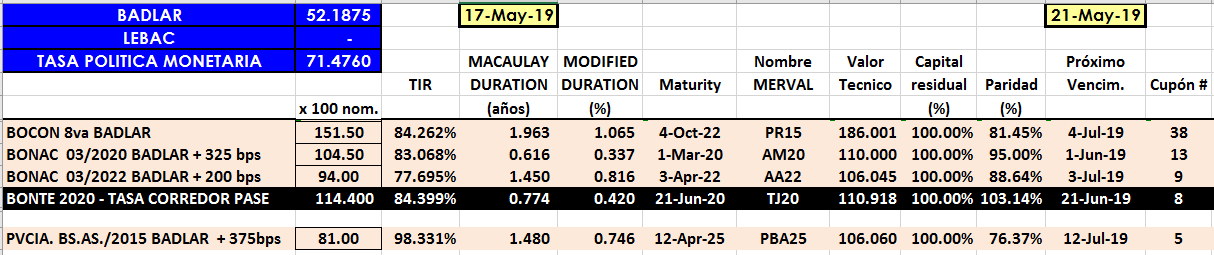 BADLAR 52.1875 17-May-19 21-May-19
LEBAC -
TASA POLITICA MONETARIA 71.4760 MACAULAY MODIFIED Nombre Valor Capital Próximo
TIR DURATION DURATION Maturity MERVAL Tecnico residual Paridad Vencim. Cupón #
x 100 nom. (años) (%) (%) (%)
BOCON 8va BADLAR 151.50 84.262% 1.963 1.065 4-Oct-22 PR15 186.001 100.00% 81.45% 4-Jul-19 38
BONAC 03/2020 BADLAR + 325 bps 104.50 83.068% 0.616 0.337 1-Mar-20 AM20 110.000 100.00% 95.00% 1-Jun-19 13
BONAC 03/2022 BADLAR + 200 bps 94.00 77.695% 1.450 0.816 3-Apr-22 AA22 106.045 100.00% 88.64% 3-Jul-19 9
BONTE 2020 - TASA CORREDOR PASE 114.400 84.399% 0.774 0.420 21-Jun-20 TJ20 110.918 100.00% 103.14% 21-Jun-19 8
PVCIA. BS.AS./2015 BADLAR + 375bps 81.00 98.331% 1.480 0.746 12-Apr-25 PBA25 106.060 100.00% 76.37% 12-Jul-19 5